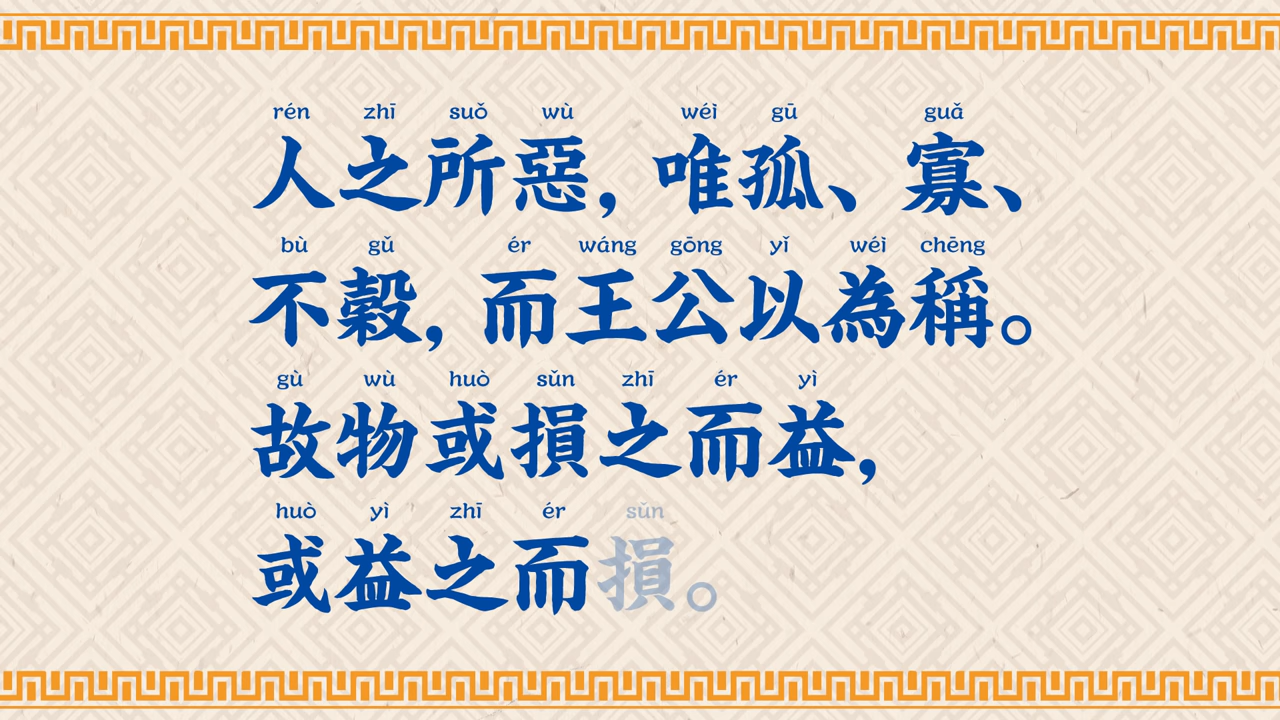 rén zhī suǒ wù wéi gū guǎ
人之所惡，唯孤、寡、
bù gǔ ér wáng gōng yǐ wéi chēng
不穀，而王公以為稱。
gù wù huò sǔn zhī ér yì
故物或損之而益，
huò yì zhī ér sǔn
或益之而損。